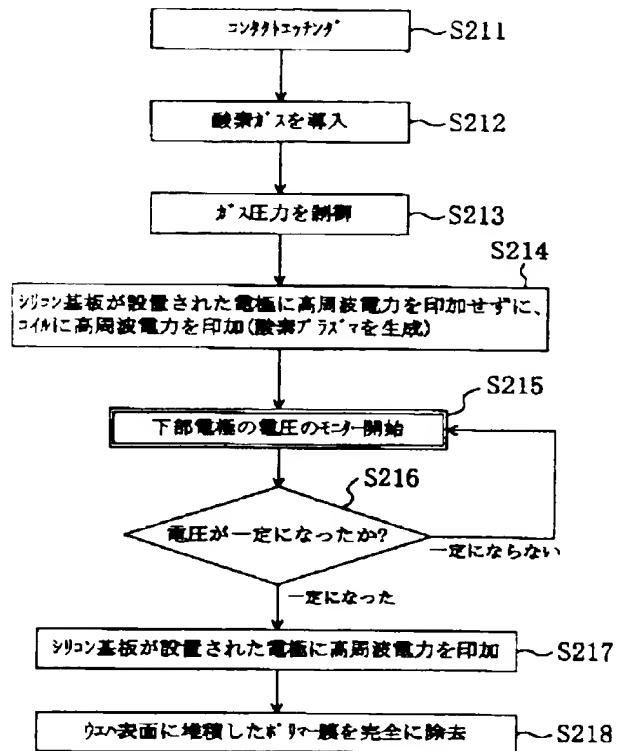 コンタクトエッチング S211
酸素ガスを導入 S212
ガス圧力を制御 S213
S214
シリコン基板が設置された電極に高周波電力を印加せずに、
コイルに高周波電力を印加(酸素プラズマを生成)
S215
下部電極の電圧のモニター開始
S216
電圧が一定になったか?
一定にならない
一定になった
シリコン基板が設置された電極に高周波電力を印加 S217
ウエハ表面に堆積したポリマー膜を完全に除去 S218